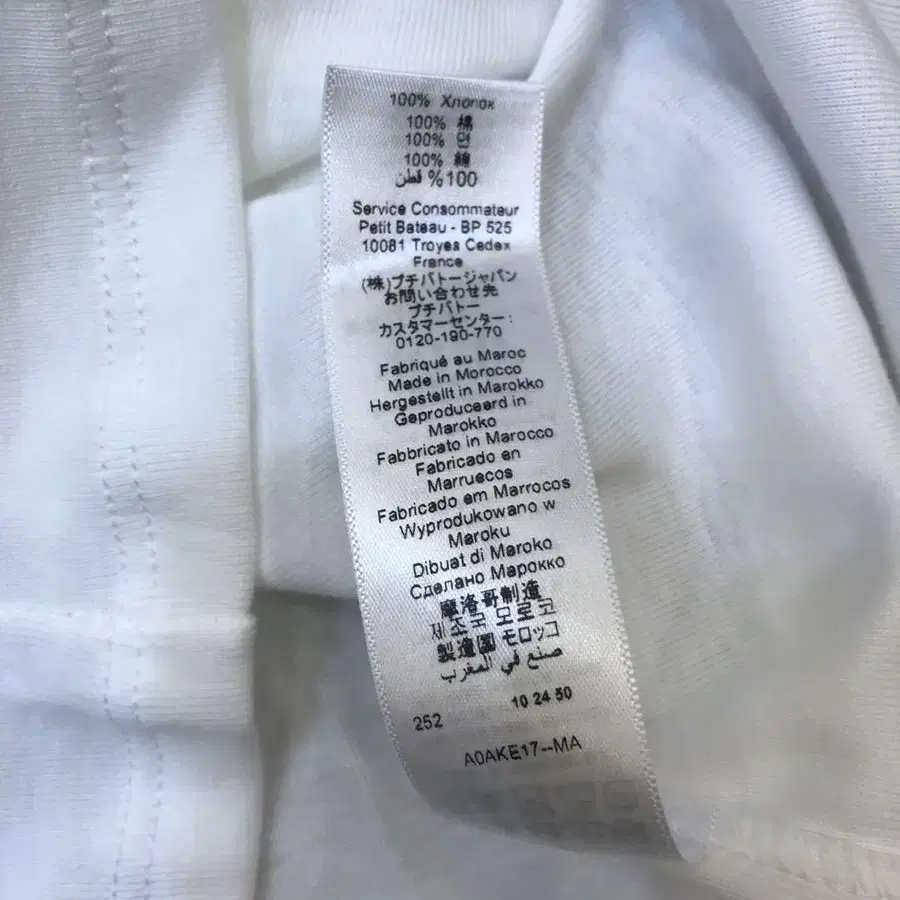 100% Хлопок
100% 棉
100% 면
100% 綿
100% قطن
Service Consommateur
Petit Bateau - BP 525
10081 Troyes Cedex
France
(株)プチバトージャパン
お問い合わせ先
プチバトー
カスタマーセンター:
0120-190-770
Fabriqué au Maroc
Made in Morocco
Hergestellt in Marokko
Geproduceerd in
Marokko
Fabbricato in Marocco
Fabricado en
Marruecos
Fabricado em Marrocos
Wyprodukowano w
Maroku
Dibuat di Maroko
Сделано Марокко
摩洛哥制造
제조국 모로코
製造國 モロッコ
صنع في المغرب
10 24 50
252
A0AKE17--MA